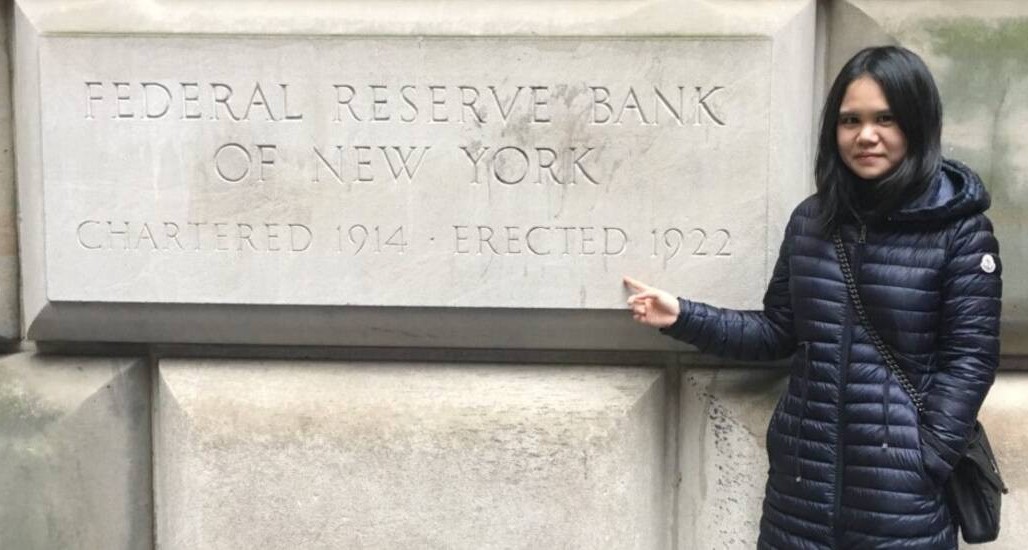 FEDERAL RESERVE BANK
OF NEW YORK
CHARTERED 1914 · ERECTED 1922